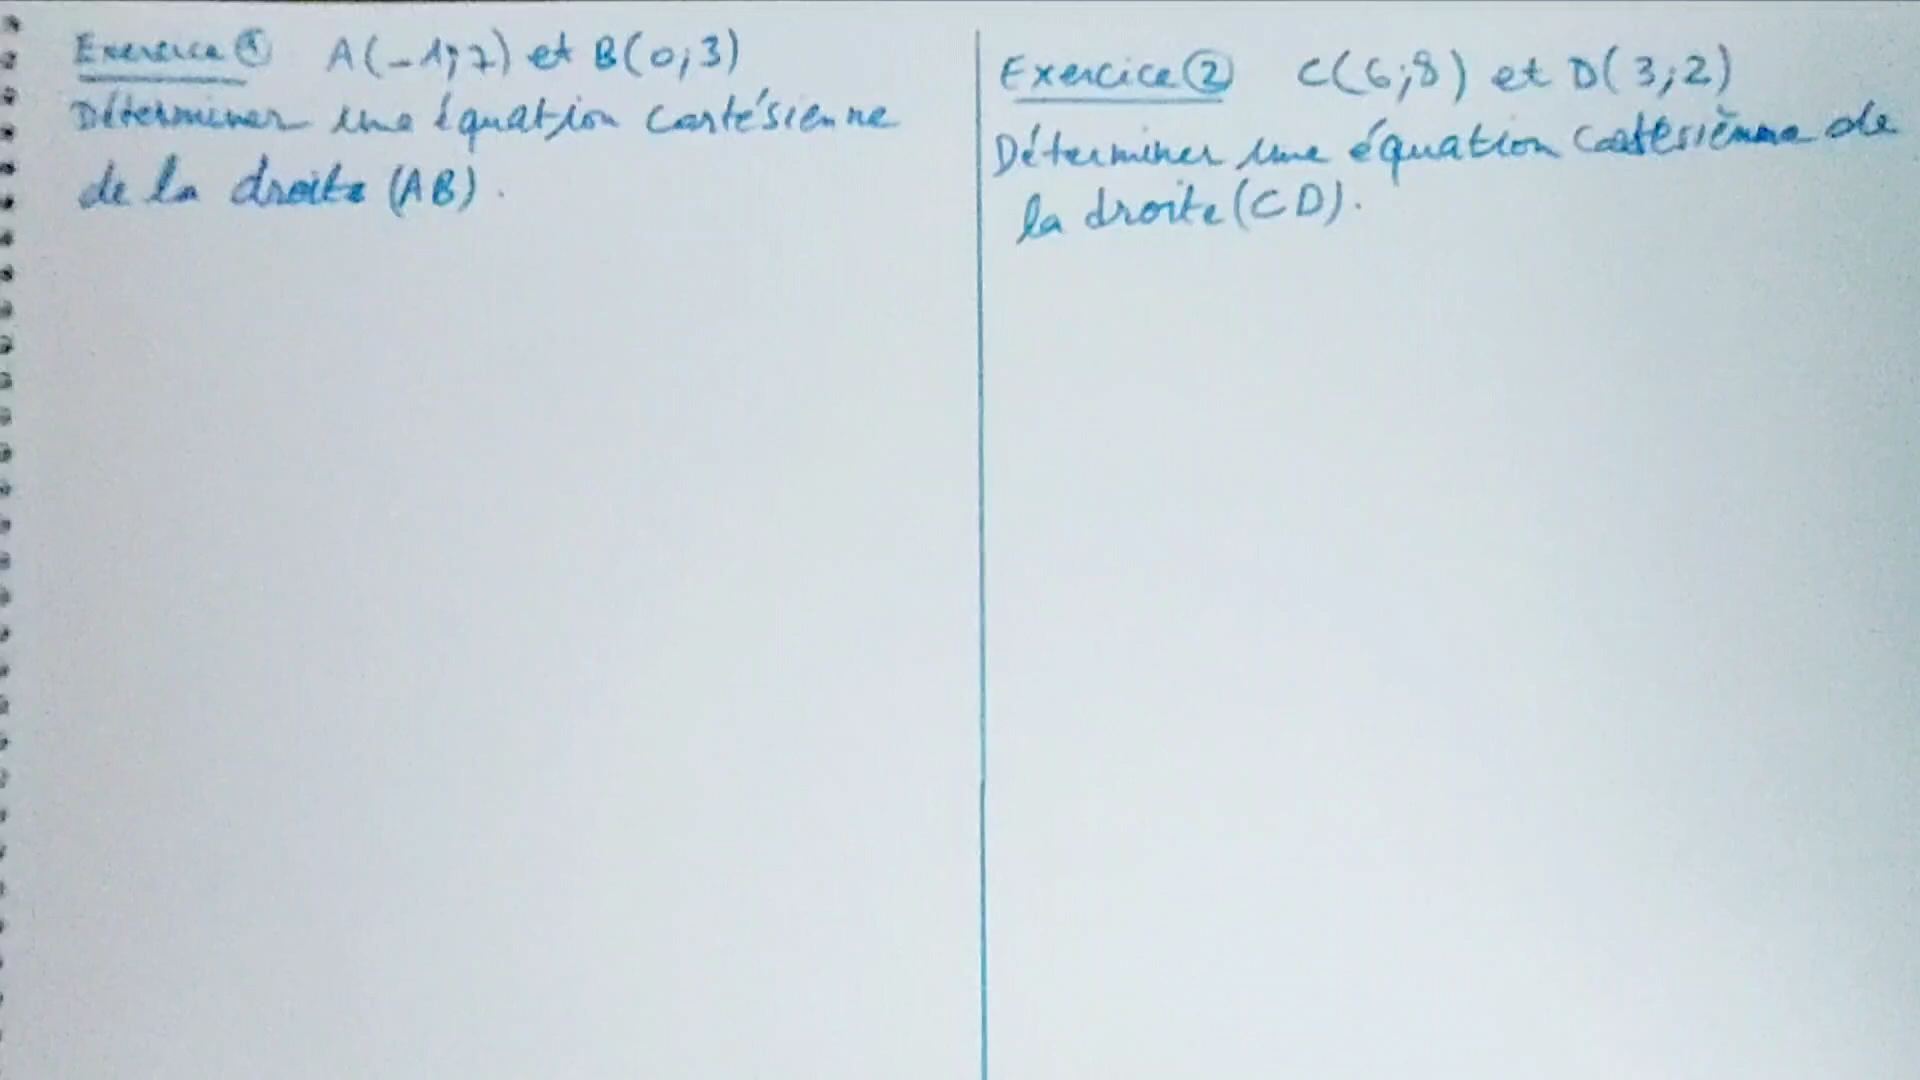 Exercice ① A(-1;7) et B(0;3)
Déterminer une équation cartésienne
de la droite (AB).
Exercice ② C(6;8) et D(3;2)
Déterminer une équation cartésienne de
la droite (CD).